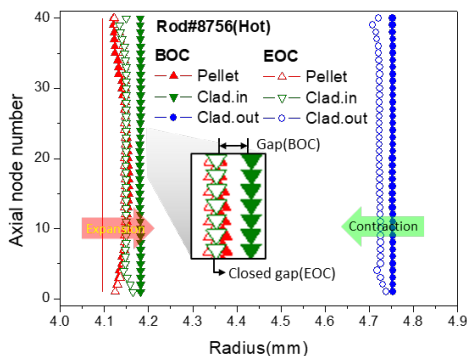 Rod#8756(Hot)
BOC EOC
Pellet Pellet
Clad.in Clad.in
Clad.out Clad.out
Gap(BOC)
Expansion
Contraction
Closed gap(EOC)
Axial node number
40
30
20
10
0
4.0 4.1 4.2 4.3 4.4 4.5 4.6 4.7 4.8 4.9
Radius(mm)